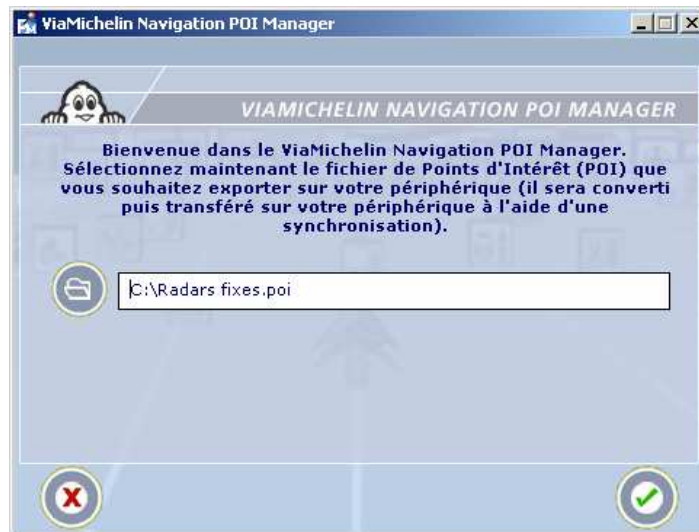 ViaMichelin Navigation POI Manager
VIAMICHELIN NAVIGATION POI MANAGER
Bienvenue dans le ViaMichelin Navigation POI Manager.
Sélectionnez maintenant le fichier de Points d'Intérêt (POI) que
vous souhaitez exporter sur votre périphérique (il sera converti
puis transféré sur votre périphérique à l'aide d'une
synchronisation).
C:\Radars fixes.poi